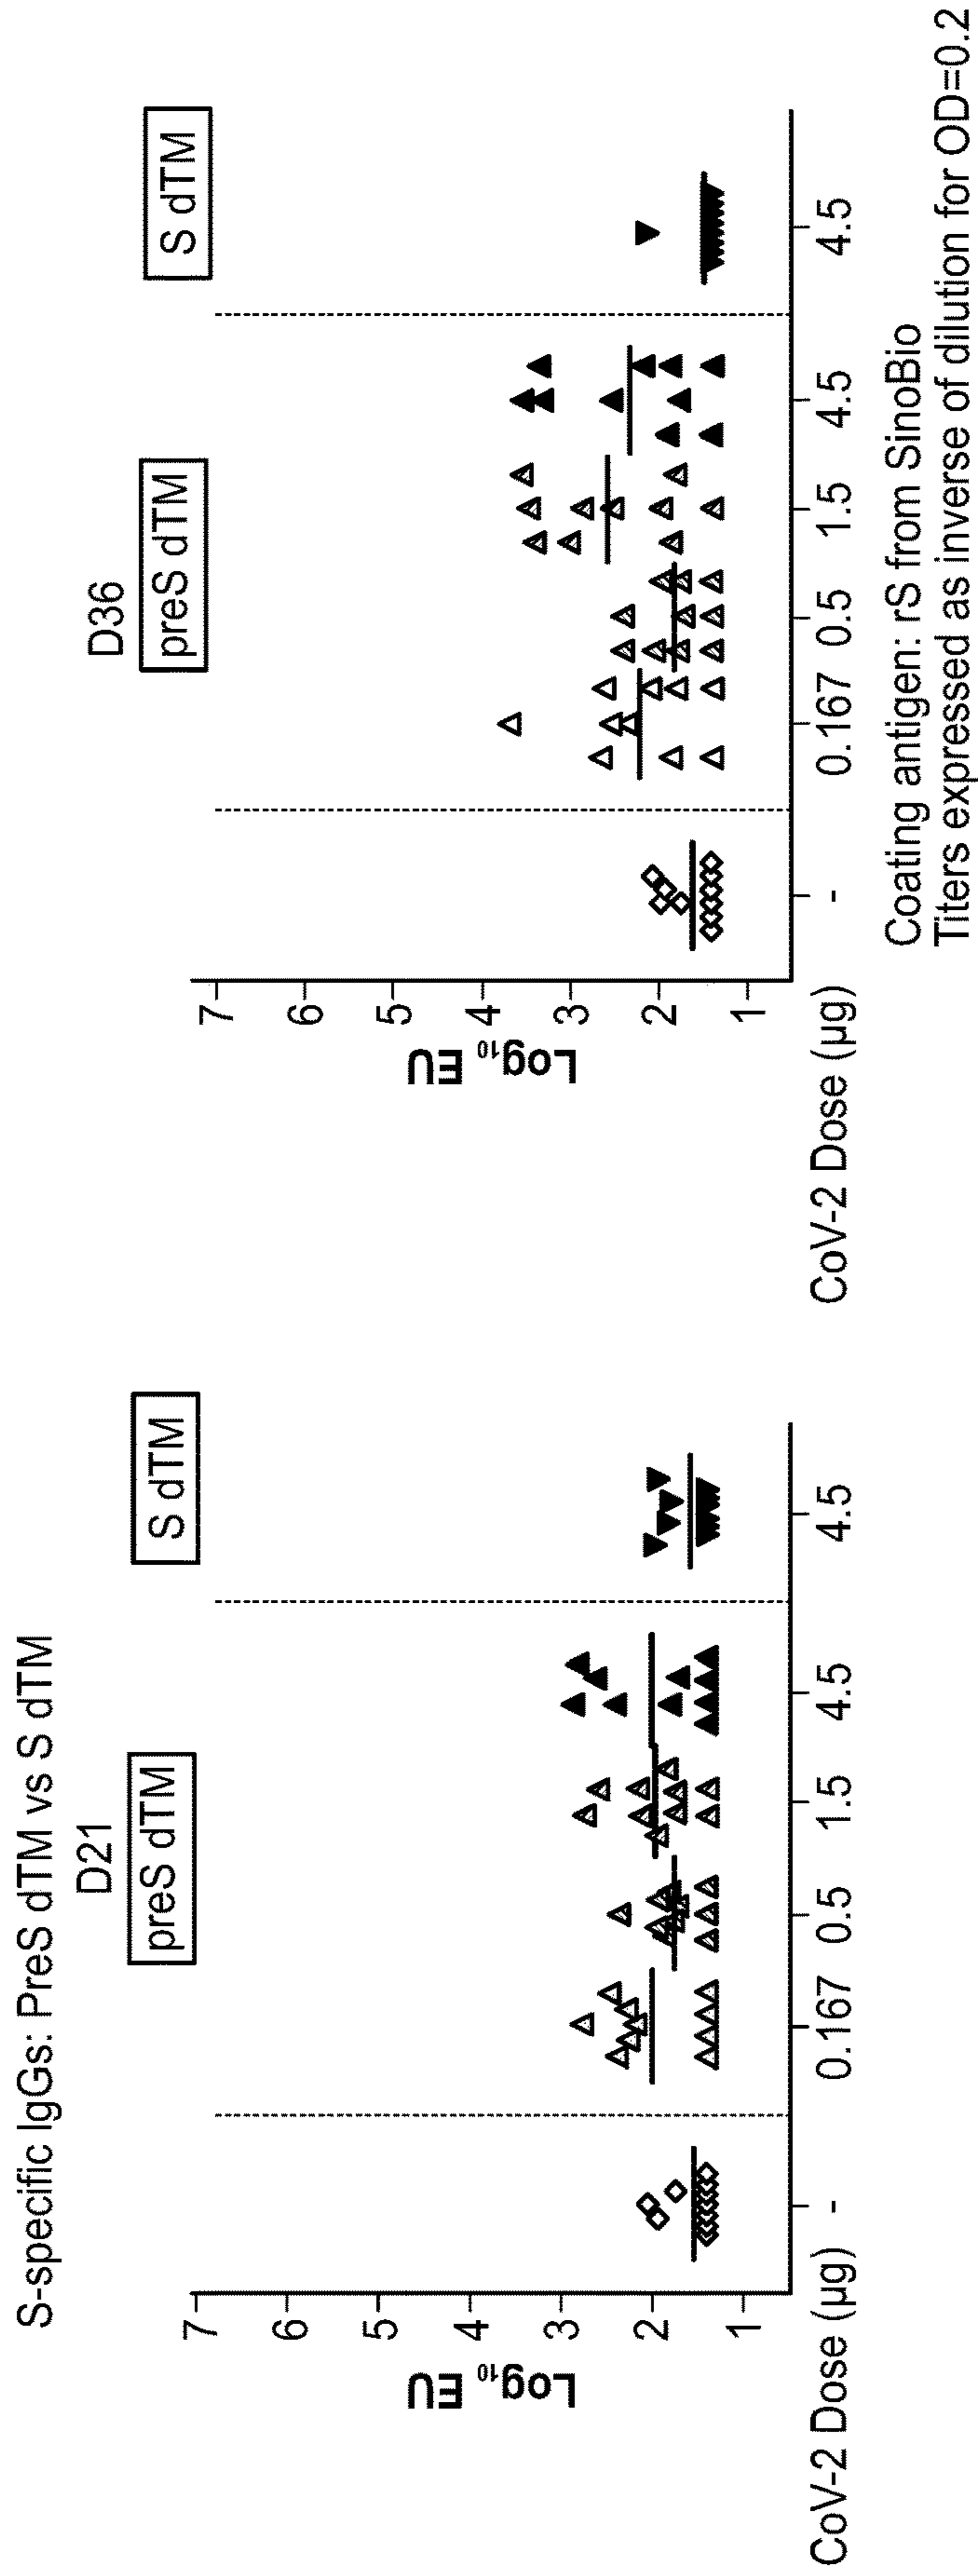 S-specific IgGs: PreS dTM vs S dTM
D21
preS dTM
S dTM
Log₁₀ EU
7
6
5
4
3
2
1
CoV-2 Dose (µg) - 0.167 0.5 1.5 4.5 4.5
D36
preS dTM
S dTM
Log₁₀ EU
7
6
5
4
3
2
1
CoV-2 Dose (µg) - 0.167 0.5 1.5 4.5 4.5
Coating antigen: rS from SinoBio
Titers expressed as inverse of dilution for OD=0.2